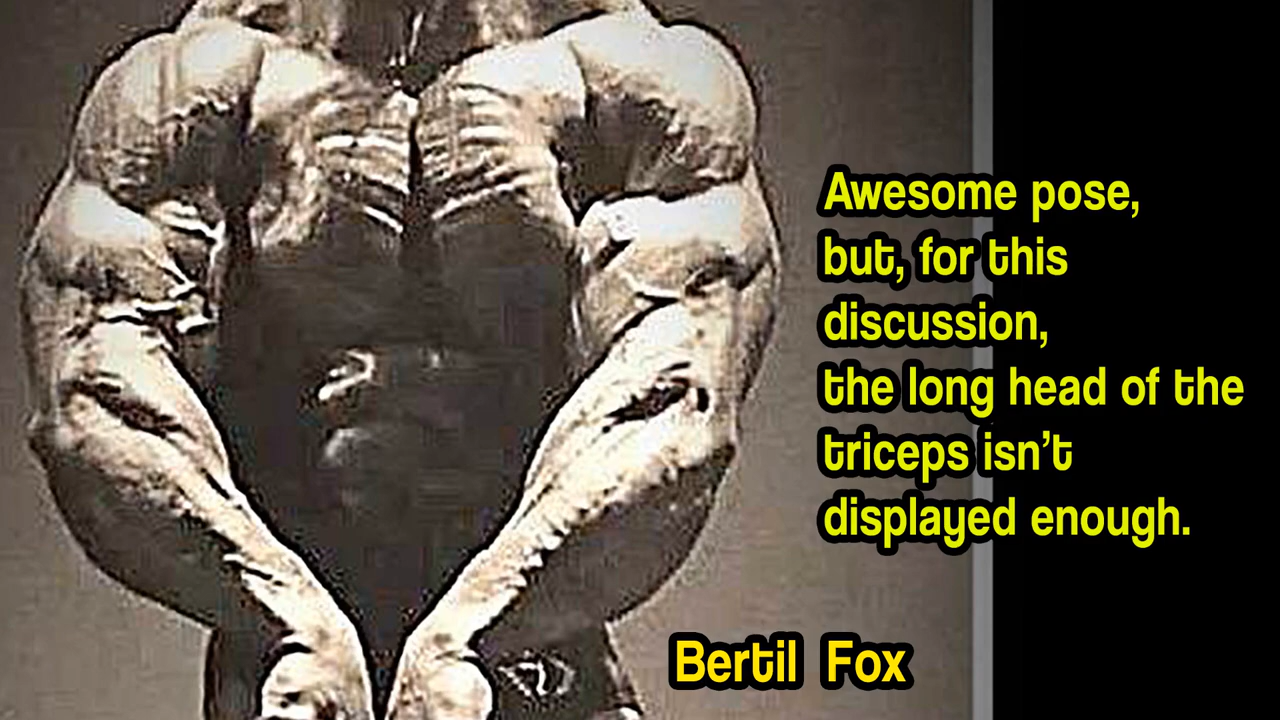 Awesome pose,
but, for this
discussion,
the long head of the
triceps isn't
displayed enough.
Bertil Fox